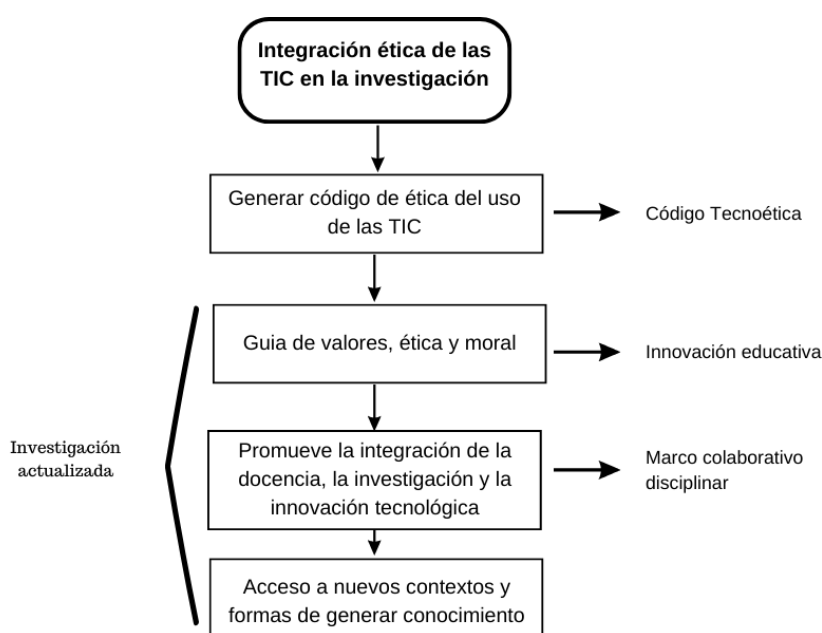 Integración ética de las
TIC en la investigación
Generar código de ética del uso
de las TIC
Código Tecnoética
Guia de valores, ética y moral
Innovación educativa
Investigación
actualizada
Promueve la integración de la
docencia, la investigación y la
innovación tecnológica
Marco colaborativo
disciplinar
Acceso a nuevos contextos y
formas de generar conocimiento